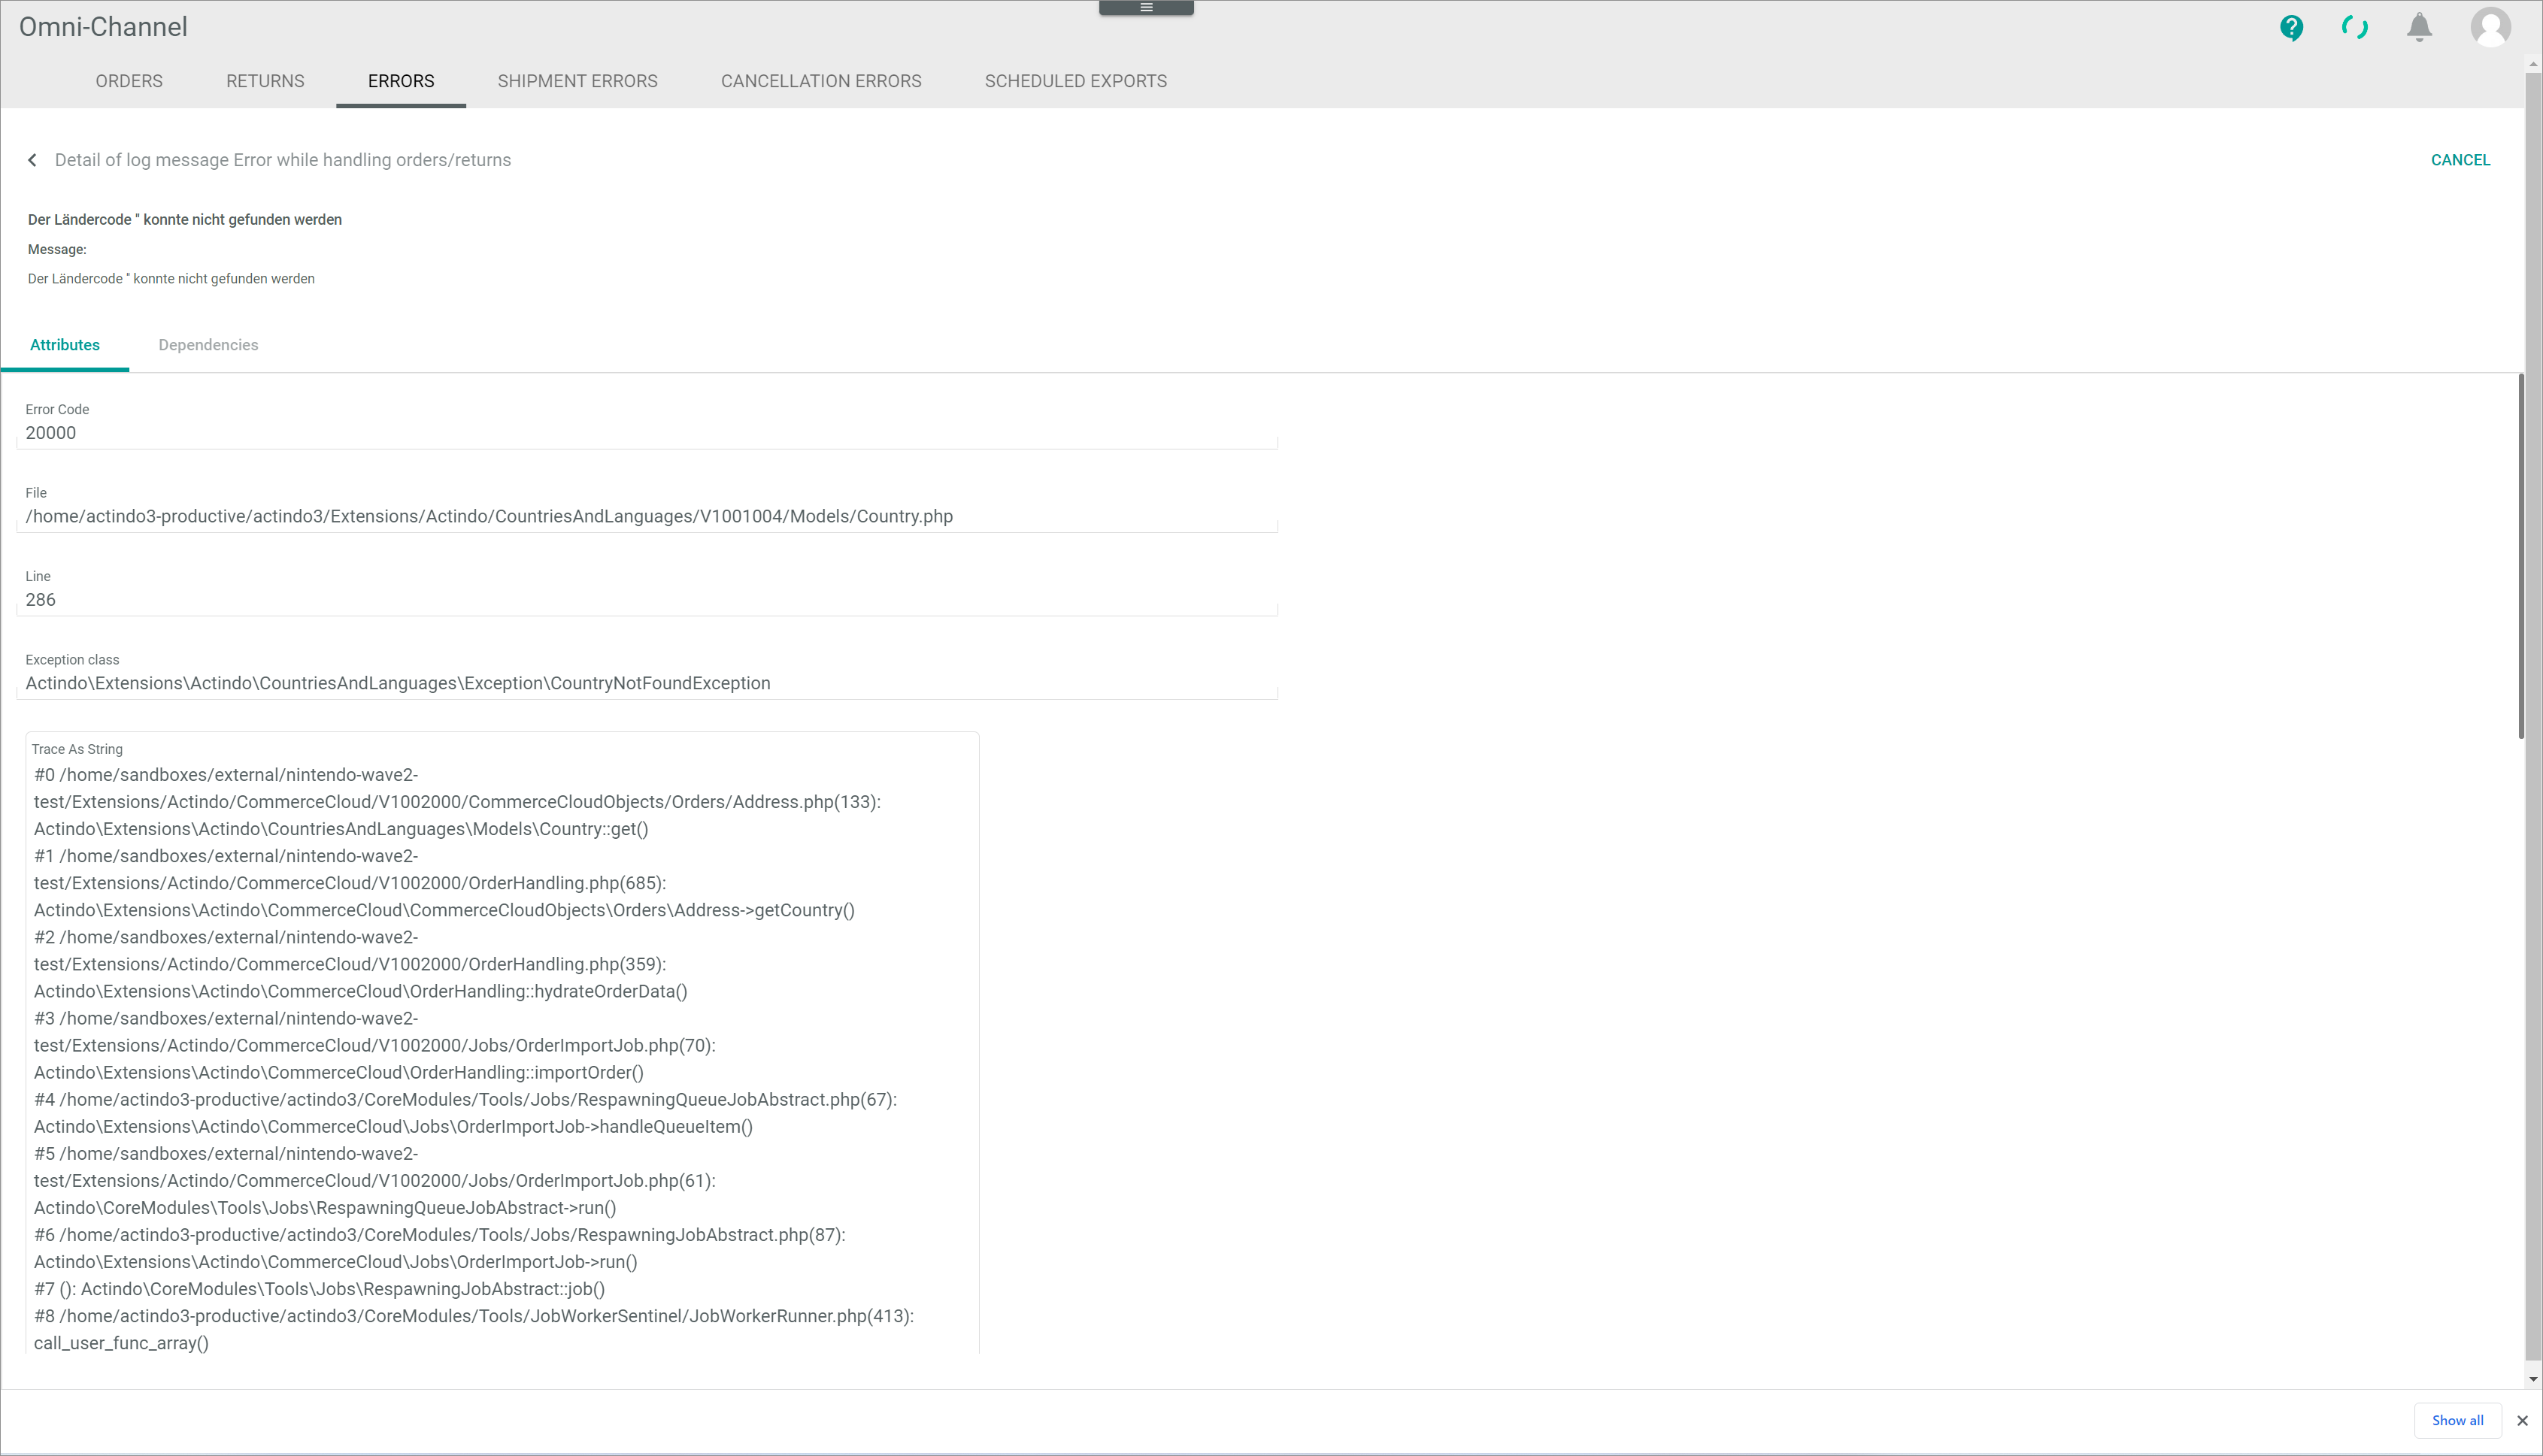 Omni-Channel
ORDERS RETURNS ERRORS SHIPMENT ERRORS CANCELLATION ERRORS SCHEDULED EXPORTS
Detail of log message Error while handling orders/returns CANCEL
Der Ländercode '' konnte nicht gefunden werden
Message:
Der Ländercode '' konnte nicht gefunden werden
Attributes Dependencies
Error Code
20000
File
/home/actindo3-productive/actindo3/Extensions/Actindo/CountriesAndLanguages/V1001004/Models/Country.php
Line
286
Exception class
Actindo\Extensions\Actindo\CountriesAndLanguages\Exception\CountryNotFoundException
Trace As String
#0 /home/sandboxes/external/nintendo-wave2-
test/Extensions/Actindo/CommerceCloud/V1002000/CommerceCloudObjects/Orders/Address.php(133):
Actindo\Extensions\Actindo\CountriesAndLanguages\Models\Country::get()
#1 /home/sandboxes/external/nintendo-wave2-
test/Extensions/Actindo/CommerceCloud/V1002000/OrderHandling.php(685):
Actindo\Extensions\Actindo\CommerceCloud\CommerceCloudObjects\Orders\Address->getCountry()
#2 /home/sandboxes/external/nintendo-wave2-
test/Extensions/Actindo/CommerceCloud/V1002000/OrderHandling.php(359):
Actindo\Extensions\Actindo\CommerceCloud\OrderHandling::hydrateOrderData()
#3 /home/sandboxes/external/nintendo-wave2-
test/Extensions/Actindo/CommerceCloud/V1002000/Jobs/OrderImportJob.php(70):
Actindo\Extensions\Actindo\CommerceCloud\OrderHandling::importOrder()
#4 /home/actindo3-productive/actindo3/CoreModules/Tools/Jobs/RespawningQueueJobAbstract.php(67):
Actindo\Extensions\Actindo\CommerceCloud\Jobs\OrderImportJob->handleQueueItem()
#5 /home/sandboxes/external/nintendo-wave2-
test/Extensions/Actindo/CommerceCloud/V1002000/Jobs/OrderImportJob.php(61):
Actindo\CoreModules\Tools\Jobs\RespawningQueueJobAbstract->run()
#6 /home/actindo3-productive/actindo3/CoreModules/Tools/Jobs/RespawningJobAbstract.php(87):
Actindo\Extensions\Actindo\CommerceCloud\Jobs\OrderImportJob->run()
#7 (): Actindo\CoreModules\Tools\Jobs\RespawningJobAbstract::job()
#8 /home/actindo3-productive/actindo3/CoreModules/Tools/JobWorkerSentinel/JobWorkerRunner.php(413):
call_user_func_array()
Show all